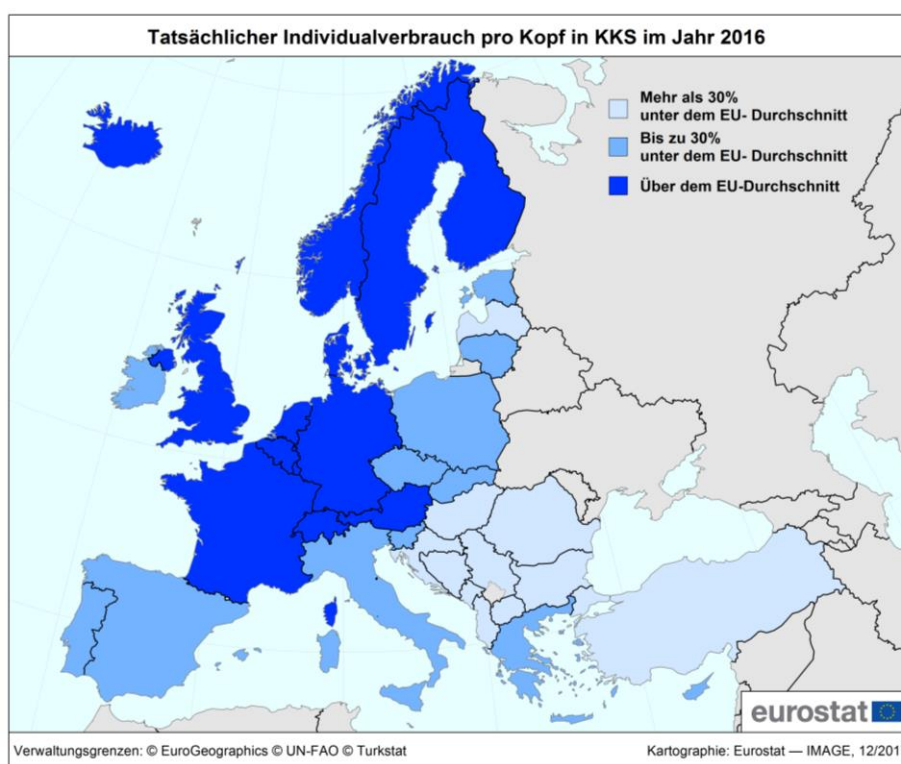 Tatsächlicher Individualverbrauch pro Kopf in KKS im Jahr 2016
Mehr als 30%
unter dem EU- Durchschnitt
Bis zu 30%
unter dem EU- Durchschnitt
Über dem EU-Durchschnitt
eurostat
Verwaltungsgrenzen: © EuroGeographics © UN-FAO © Turkstat
Kartographie: Eurostat — IMAGE, 12/201